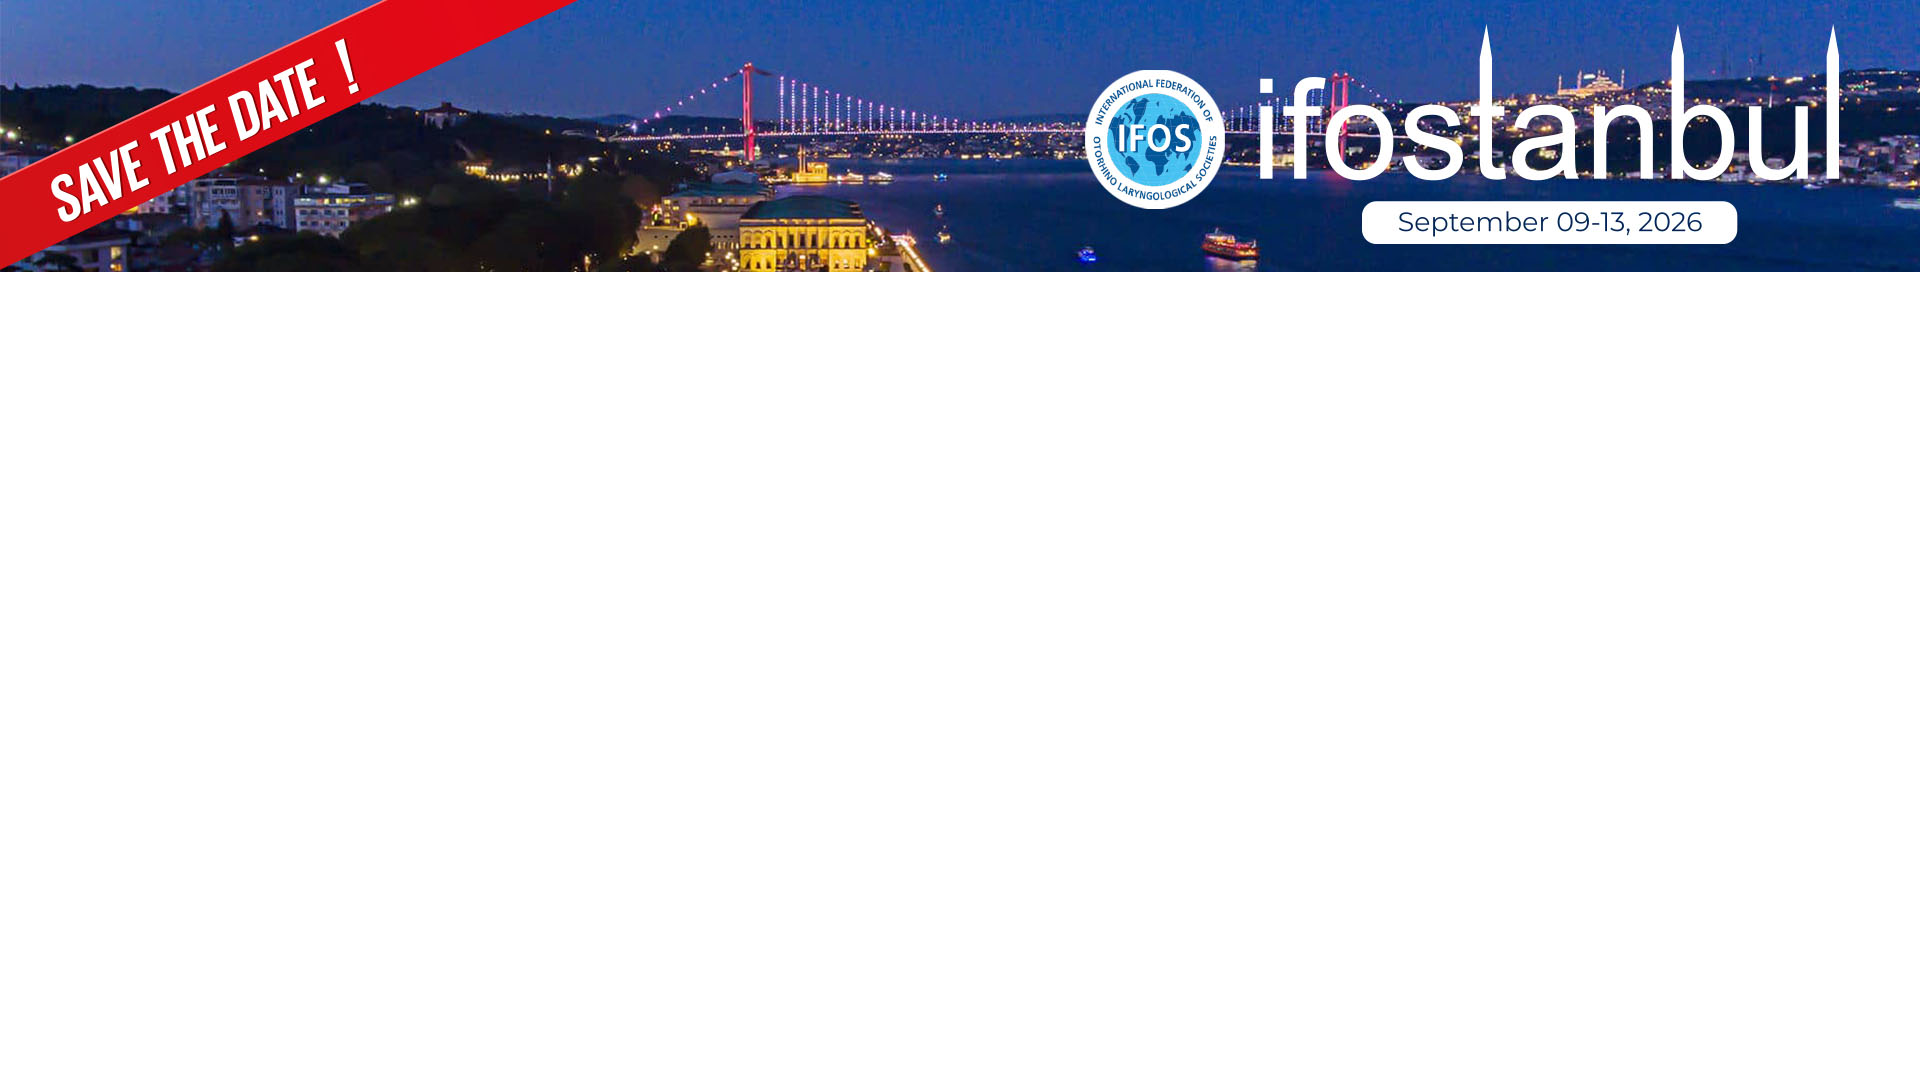 SAVE THE DATE !
INTERNATIONAL FEDERATION OF
IFOS
OTORHINO LARYNGOLOGICAL SOCIETIES
ifostanbul
September 09-13, 2026